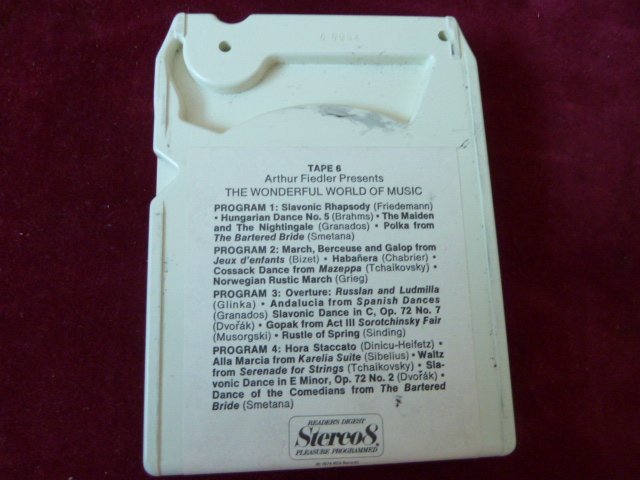 TAPE 6
Arthur Fiedler Presents
THE WONDERFUL WORLD OF MUSIC
PROGRAM 1: Slavonic Rhapsody (Friedemann)
• Hungarian Dance No. 5 (Brahms) • The Maiden
and The Nightingale (Granados) • Polka from
The Bartered Bride (Smetana)
PROGRAM 2: March, Berceuse and Galop from
Jeux d'enfants (Bizet) • Habañera (Chabrier) •
Cossack Dance from Mazeppa (Tchaikovsky) •
Norwegian Rustic March (Grieg)
PROGRAM 3: Overture: Russlan and Ludmilla
(Glinka) • Andalucia from Spanish Dances
(Granados) Slavonic Dance in C, Op. 72 No. 7
(Dvořák) • Gopak from Act III Sorotchinsky Fair
(Musorgski) • Rustle of Spring (Sinding)
PROGRAM 4: Hora Staccato (Dinicu-Heifetz) •
Alla Marcia from Karelia Suite (Sibelius) • Waltz
from Serenade for Strings (Tchaikovsky) • Sla-
vonic Dance in E Minor, Op. 72 No. 2 (Dvořák) •
Dance of the Comedians from The Bartered
Bride (Smetana)
READER'S DIGEST
Stereo8
PLEASURE PROGRAMMED